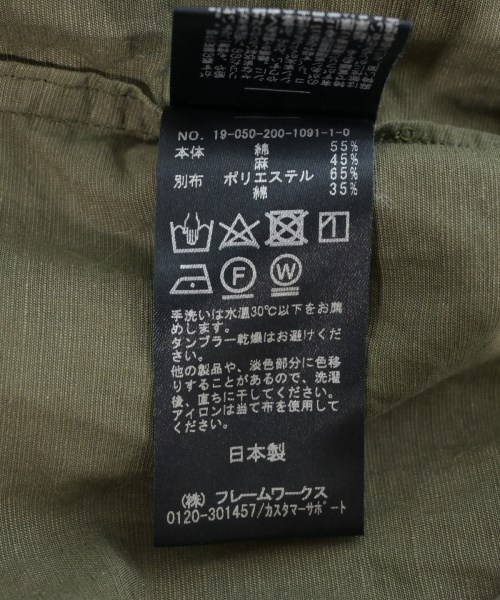 NO. 19-050-200-1091-1-0
本体 綿 55%
麻 45%
別布 ポリエステル 65%
綿 35%
F W
手洗いは水温30℃以下をお薦
めします。
タンブラー乾燥はお避けくだ
さい。
他の製品や、淡色部分に色移
りすることがあるので、洗濯
後、直ちに干してください。
アイロンは当て布を使用して
ください。
日本製
(株) フレームワークス
0120-301457/カスタマーサポート